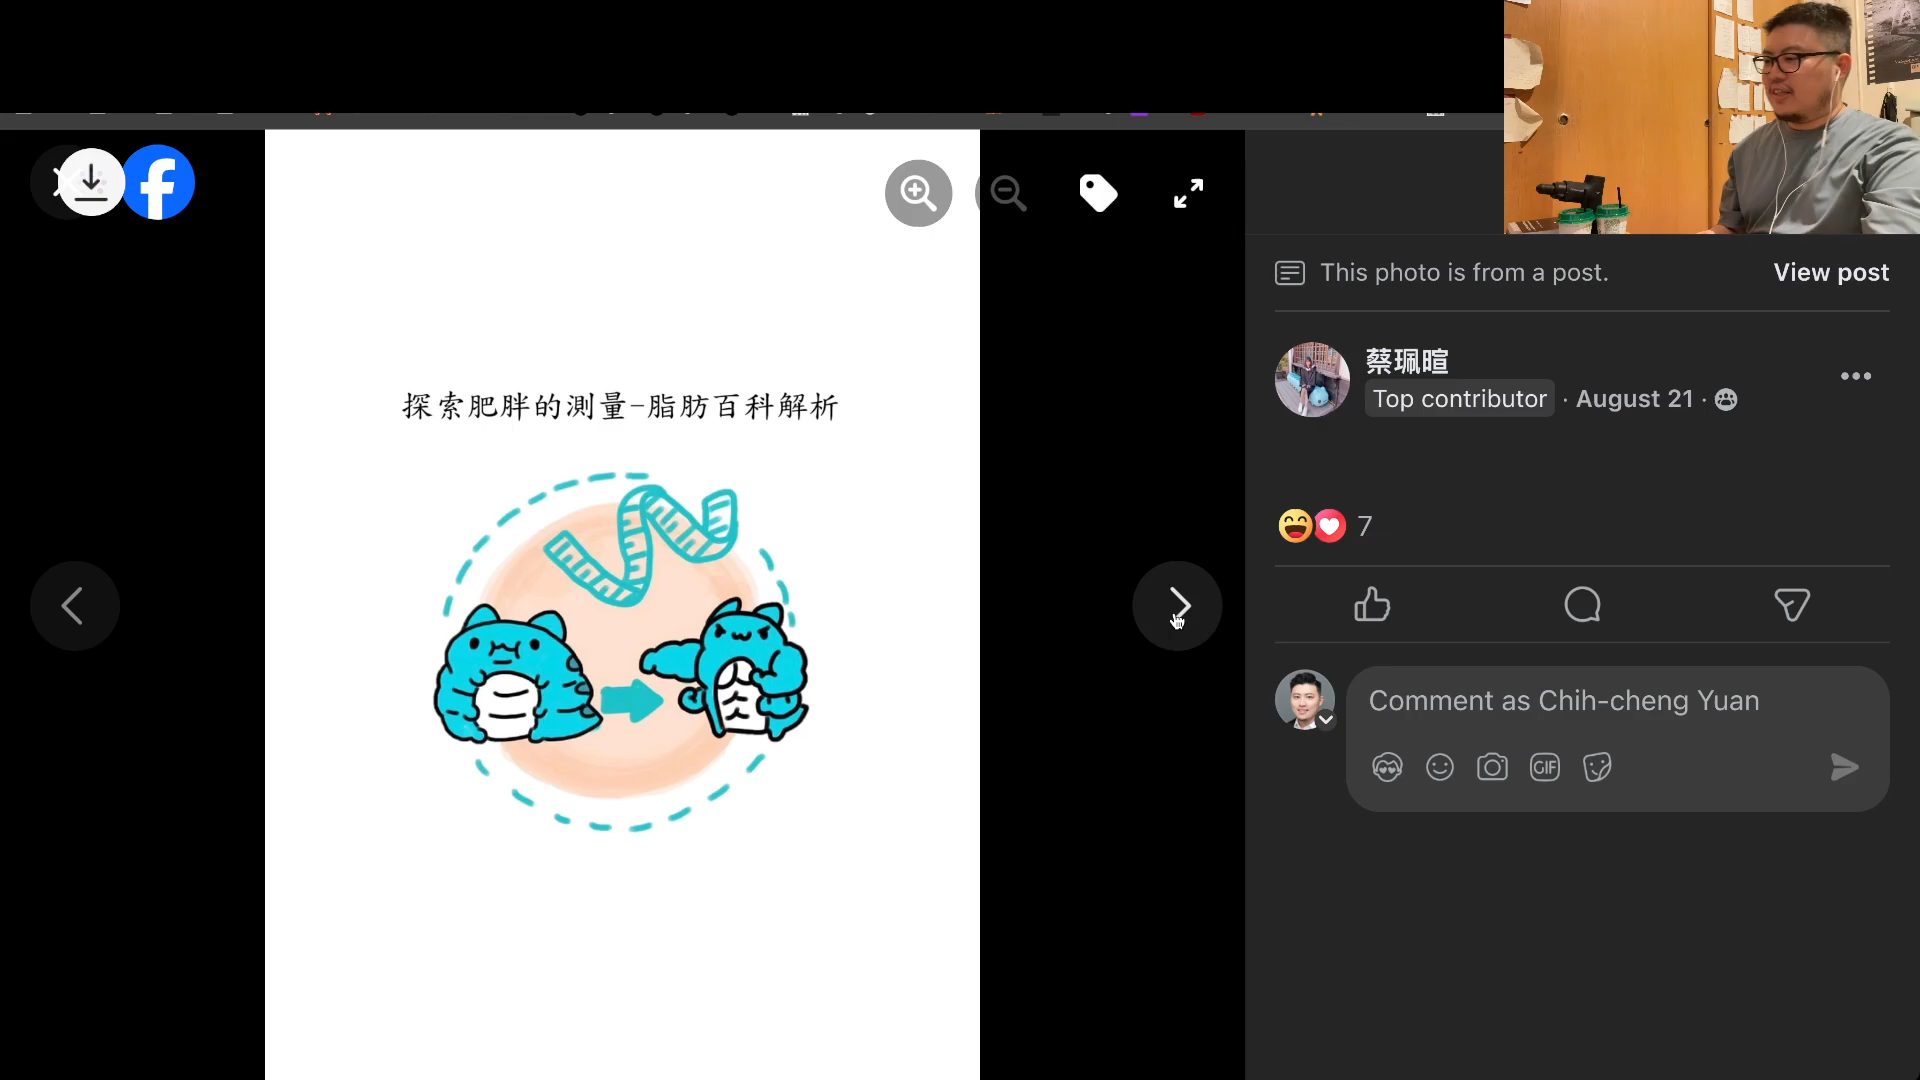 探索肥胖的測量-脂肪百科解析
This photo is from a post.
View post
蔡珮暄
Top contributor · August 21 ·
7
Comment as Chih-cheng Yuan
GIF